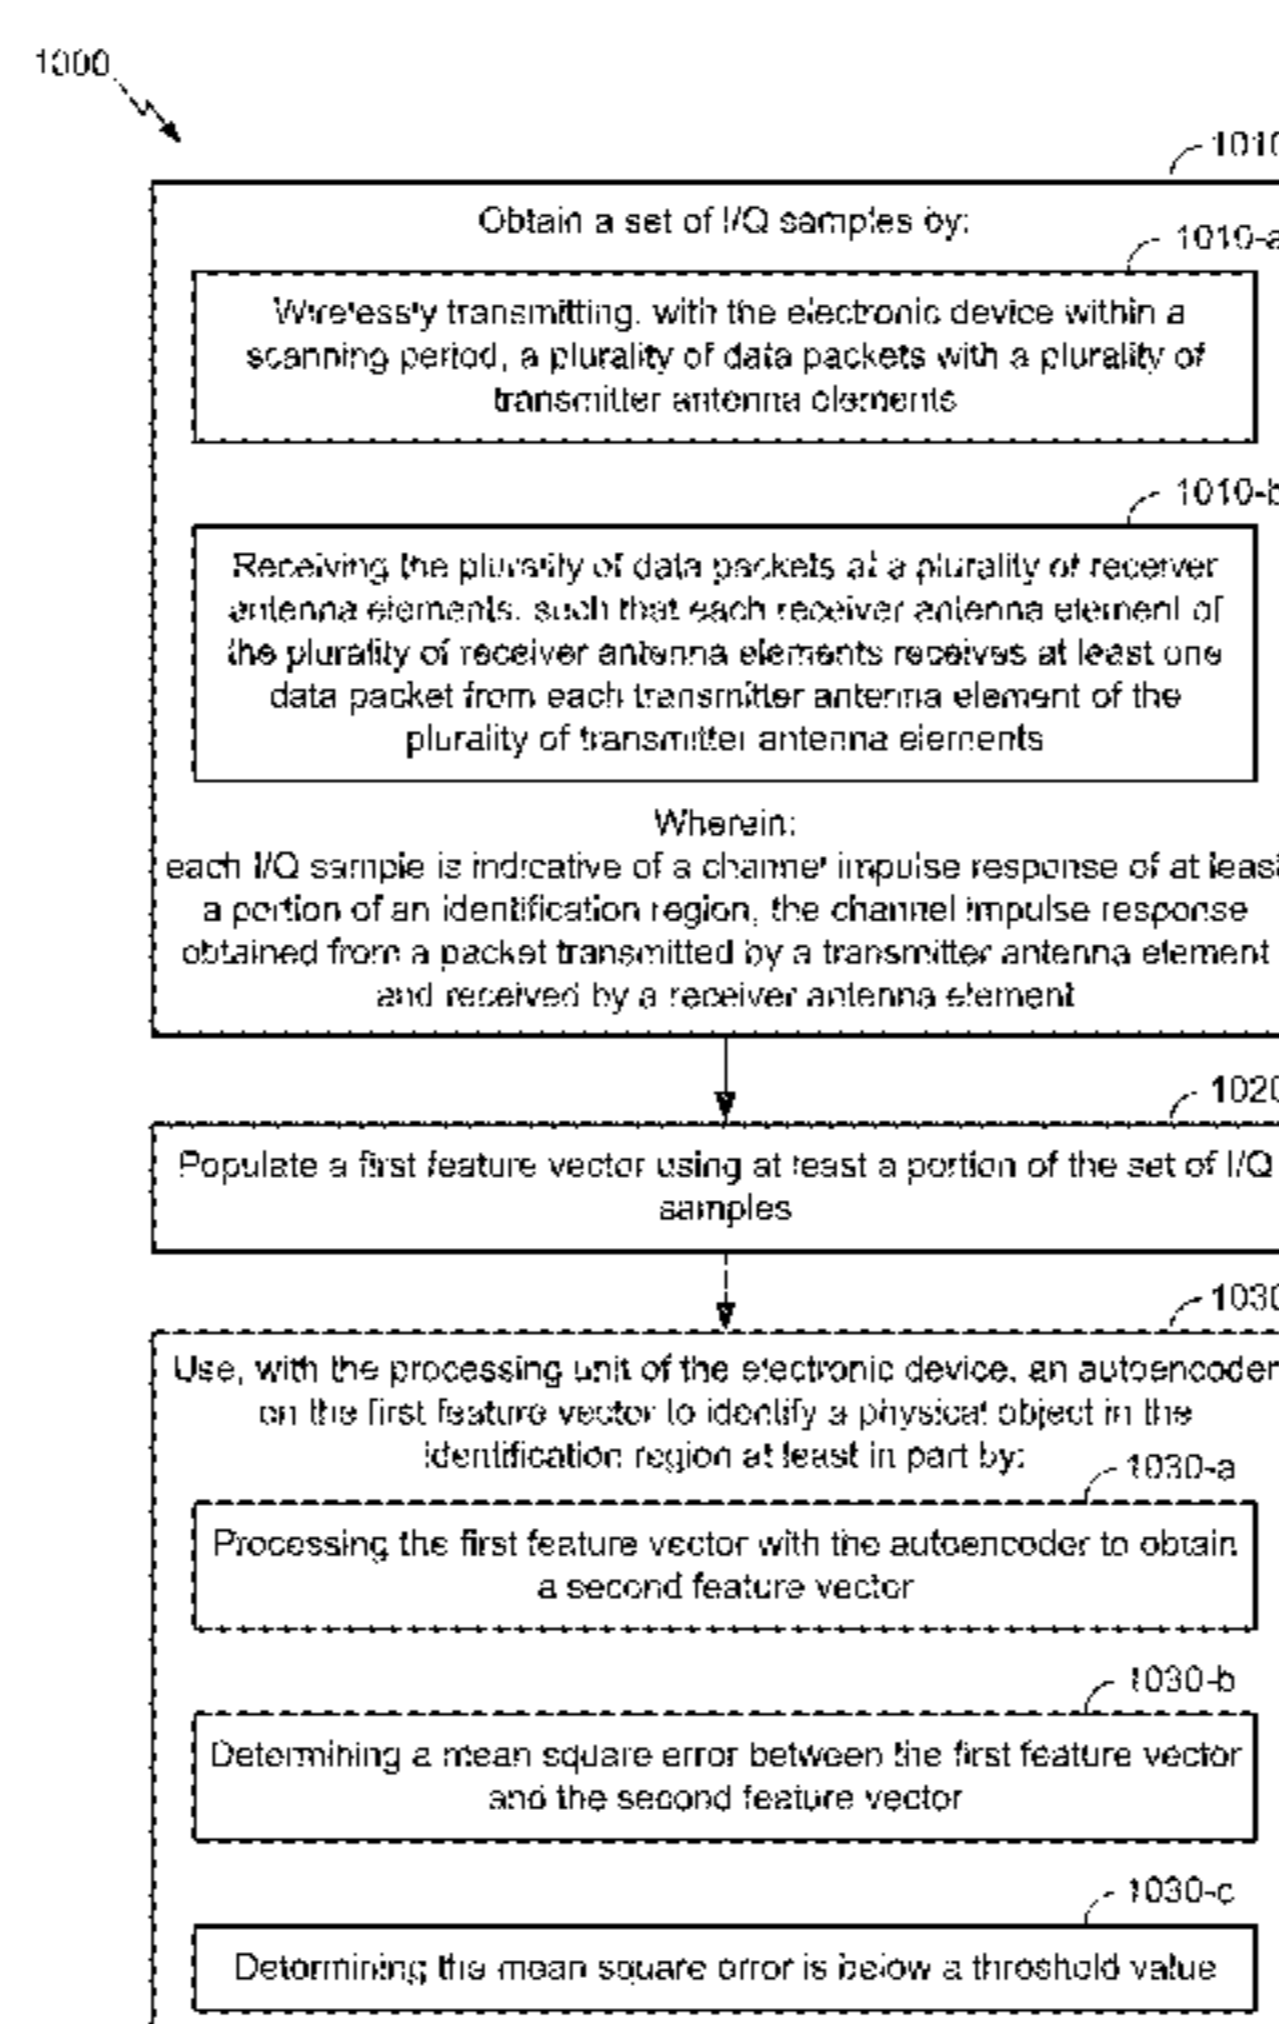 1000
1010
Obtain a set of I/Q samples by:
1010-a
Wirelessly transmitting, with the electronic device within a
scanning period, a plurality of data packets with a plurality of
transmitter antenna elements
1010-b
Receiving the plurality of data packets at a plurality of receiver
antenna elements, such that each receiver antenna element of
the plurality of receiver antenna elements receives at least one
data packet from each transmitter antenna element of the
plurality of transmitter antenna elements
Wherein:
each I/Q sample is indicative of a channel impulse response of at least
a portion of an identification region, the channel impulse response
obtained from a packet transmitted by a transmitter antenna element
and received by a receiver antenna element
1020
Populate a first feature vector using at least a portion of the set of I/Q
samples
1030
Use, with the processing unit of the electronic device, an autoencoder
on the first feature vector to identify a physical object in the
identification region at least in part by:
1030-a
Processing the first feature vector with the autoencoder to obtain
a second feature vector
1030-b
Determining a mean square error between the first feature vector
and the second feature vector
1030-c
Determining the mean square error is below a threshold value